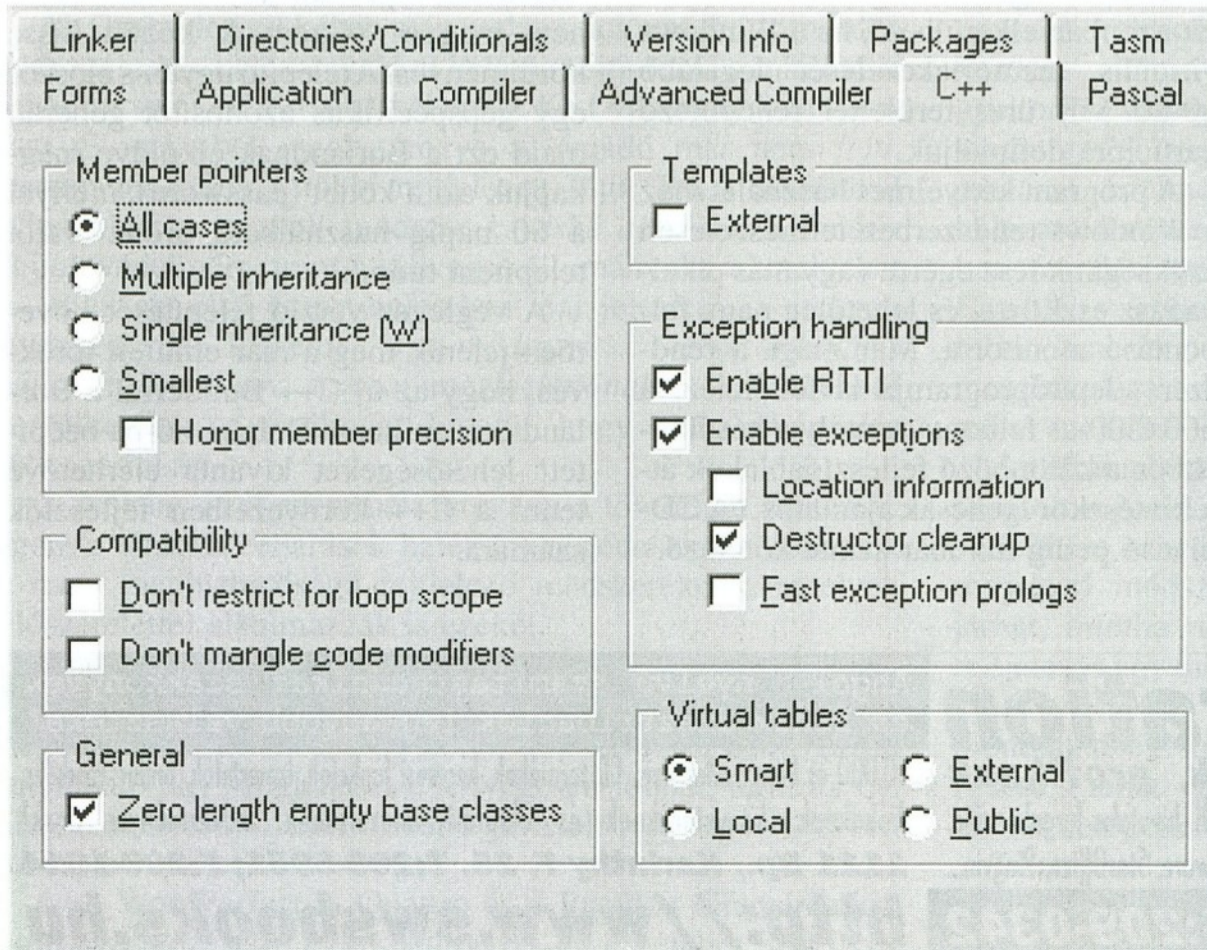 Linker Directories/Conditionals Version Info Packages Tasm
Forms Application Compiler Advanced Compiler C++ Pascal
Member pointers
All cases
Multiple inheritance
Single inheritance (W)
Smallest
Honor member precision
Compatibility
Don't restrict for loop scope
Don't mangle code modifiers
General
Zero length empty base classes
Templates
External
Exception handling
Enable RTTI
Enable exceptions
Location information
Destructor cleanup
Fast exception prologs
Virtual tables
Smart External
Local Public